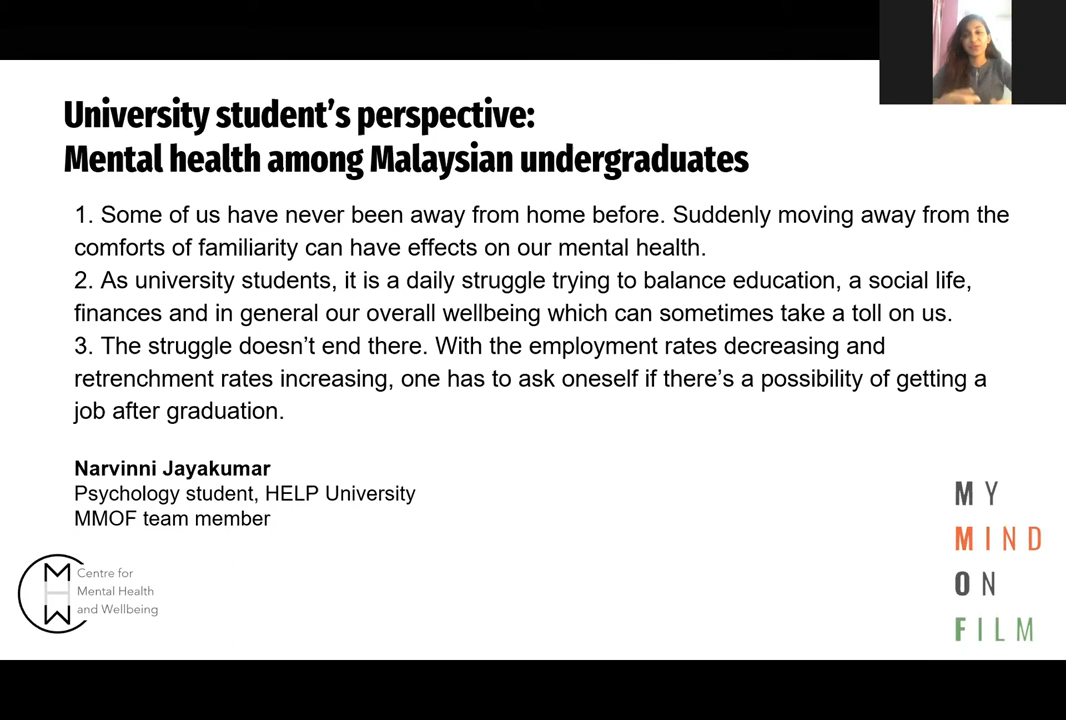 University student’s perspective:
Mental health among Malaysian undergraduates
1. Some of us have never been away from home before. Suddenly moving away from the
comforts of familiarity can have effects on our mental health.
2. As university students, it is a daily struggle trying to balance education, a social life,
finances and in general our overall wellbeing which can sometimes take a toll on us.
3. The struggle doesn’t end there. With the employment rates decreasing and
retrenchment rates increasing, one has to ask oneself if there’s a possibility of getting a
job after graduation.
Narvinni Jayakumar
Psychology student, HELP University
MMOF team member
MHW
Centre for
Mental Health
and Wellbeing
MY
MIND
ON
FILM